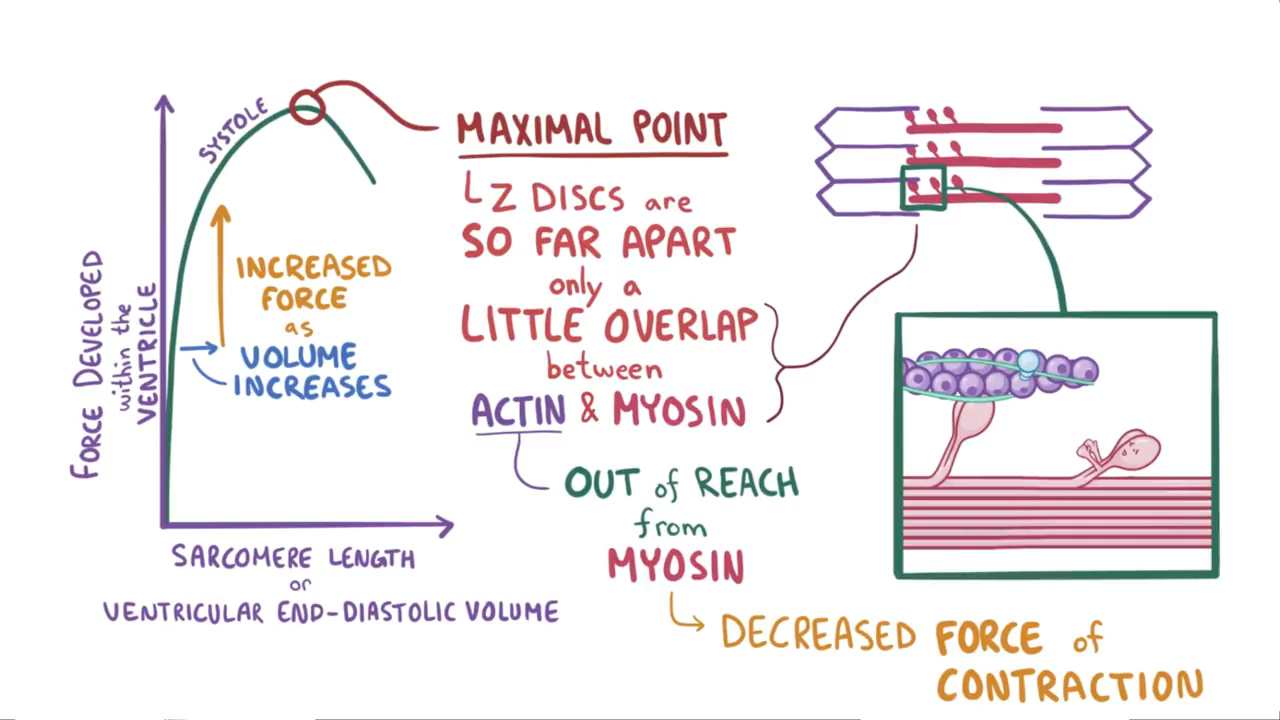 SYSTOLE
FORCE DEVELOPED
within the
VENTRICLE
INCREASED
FORCE
as
VOLUME
INCREASES
SARCOMERE LENGTH
or
VENTRICULAR END-DIASTOLIC VOLUME
MAXIMAL POINT
Z DISCS are
SO FAR APART
only a
LITTLE OVERLAP
between
ACTIN & MYOSIN
OUT of REACH
from
MYOSIN
DECREASED FORCE of
CONTRACTION